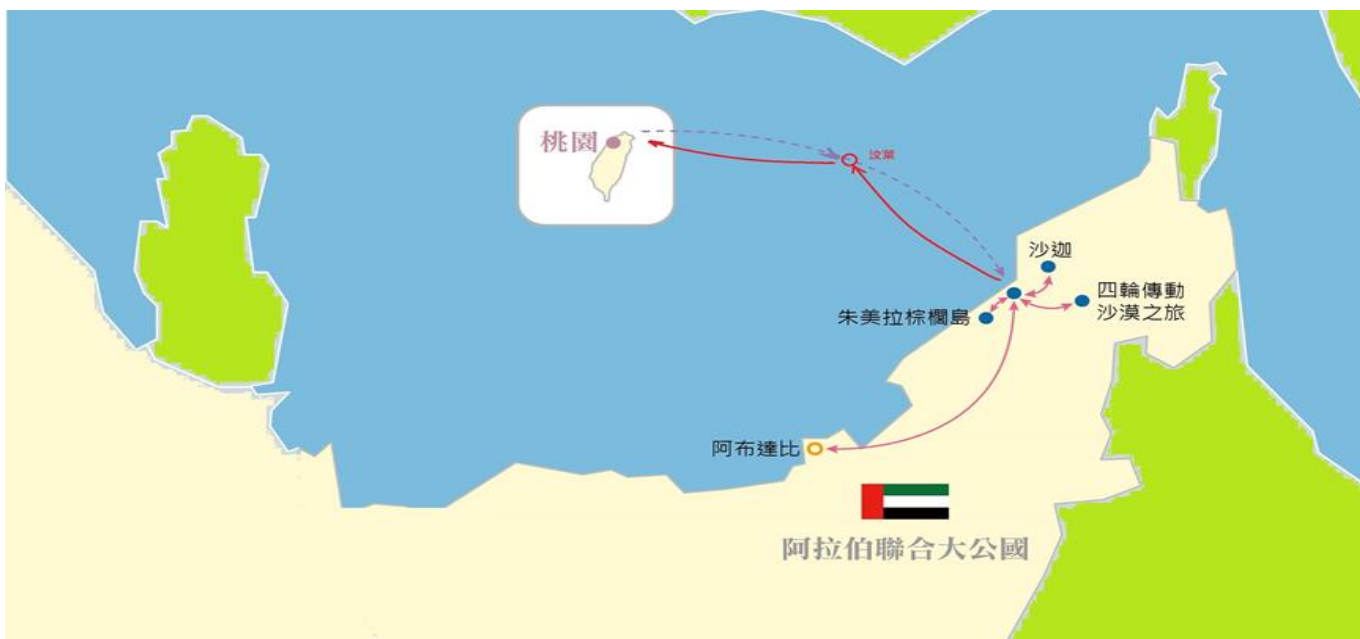 桃園
汶萊
沙迦
四輪傳動
沙漠之旅
朱美拉棕櫚島
阿布達比
阿拉伯聯合大公國